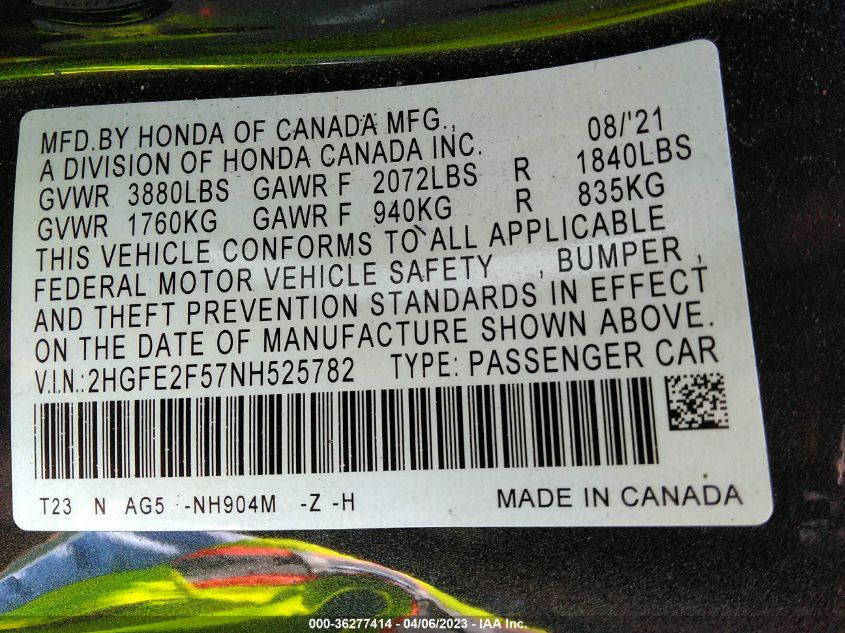 MFD.BY HONDA OF CANADA MFG., 08/'21
A DIVISION OF HONDA CANADA INC.
GVWR 3880LBS GAWR F 2072LBS R 1840LBS
GVWR 1760KG GAWR F 940KG R 835KG
THIS VEHICLE CONFORMS TO ALL APPLICABLE
FEDERAL MOTOR VEHICLE SAFETY , BUMPER ,
AND THEFT PREVENTION STANDARDS IN EFFECT
ON THE DATE OF MANUFACTURE SHOWN ABOVE.
V.I.N.:2HGFE2F57NH525782 TYPE: PASSENGER CAR
T23 N AG5 -NH904M -Z -H MADE IN CANADA
000-36277414 - 04/06/2023 - IAA Inc.